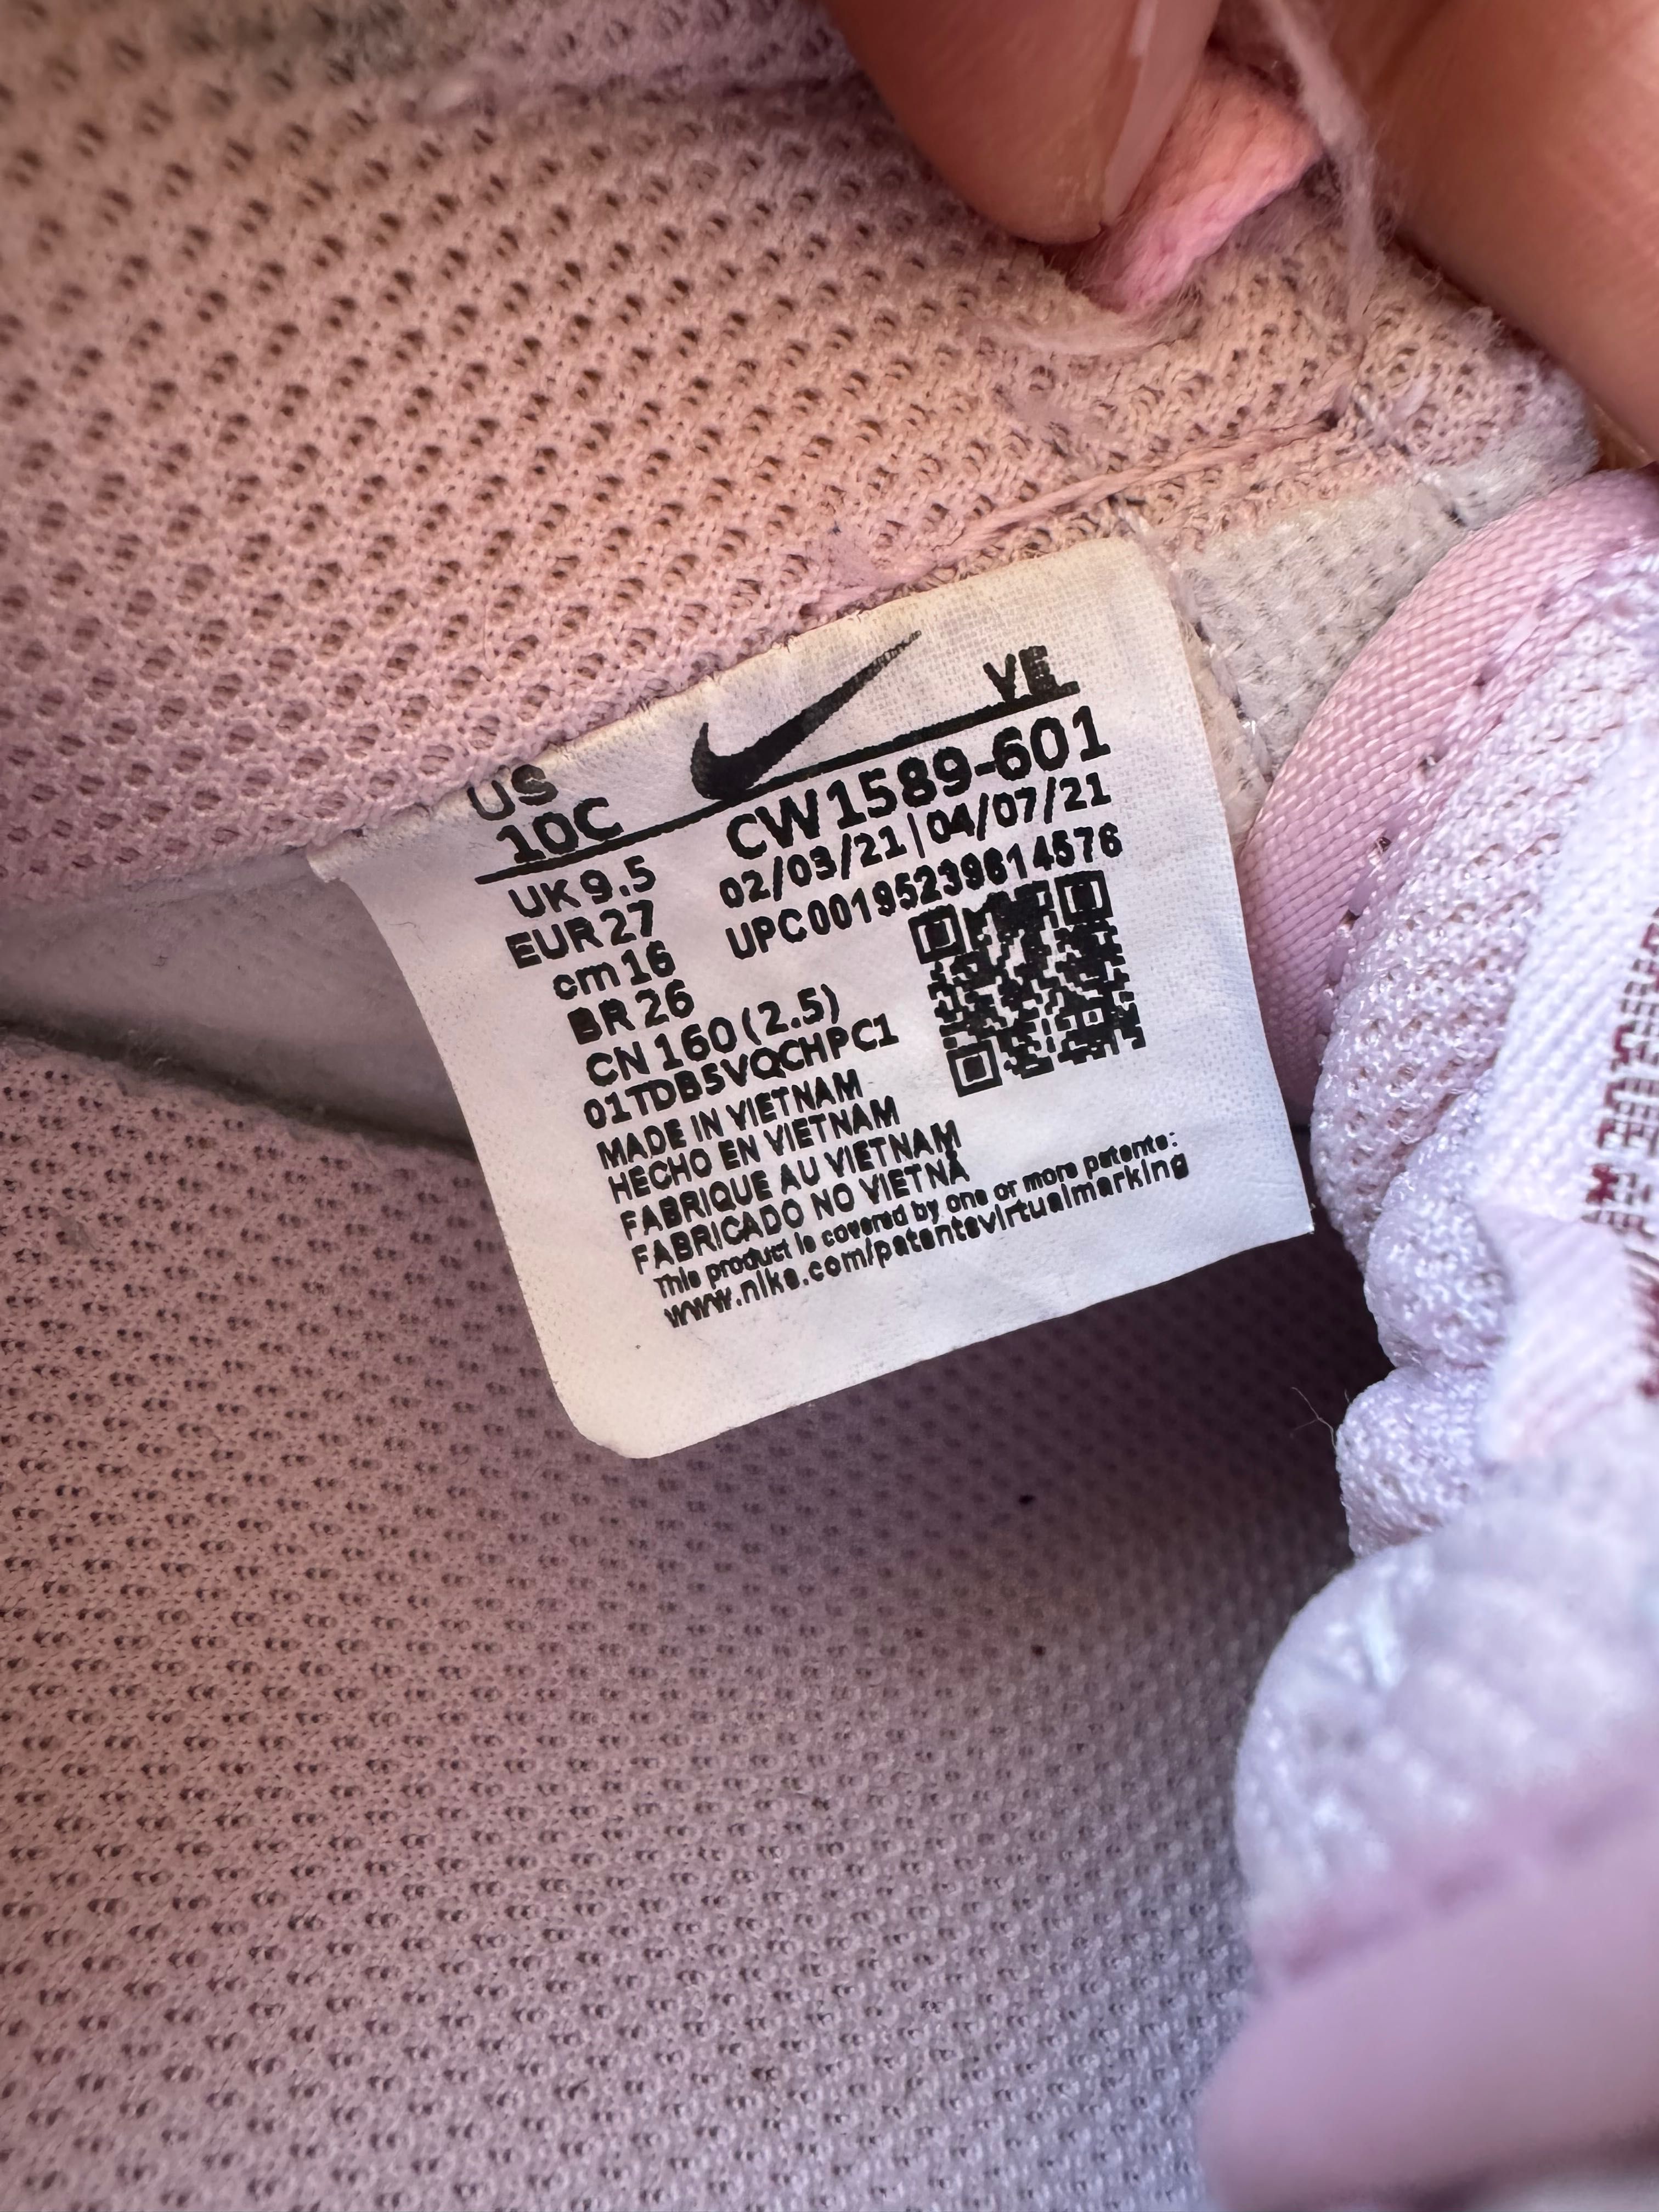 US VE
10C CW1589-601
UK 9.5 02/03/21 | 04/07/21
EUR 27 UPC00195239614576
cm 16
BR 26
CN 160 (2.5)
01TDB5VQCHPC1
MADE IN VIETNAM
HECHO EN VIETNAM
FABRIQUE AU VIETNAM
FABRICADO NO VIETNÃ
This product is covered by one or more patents:
www.nike.com/patentsvirtualmarking